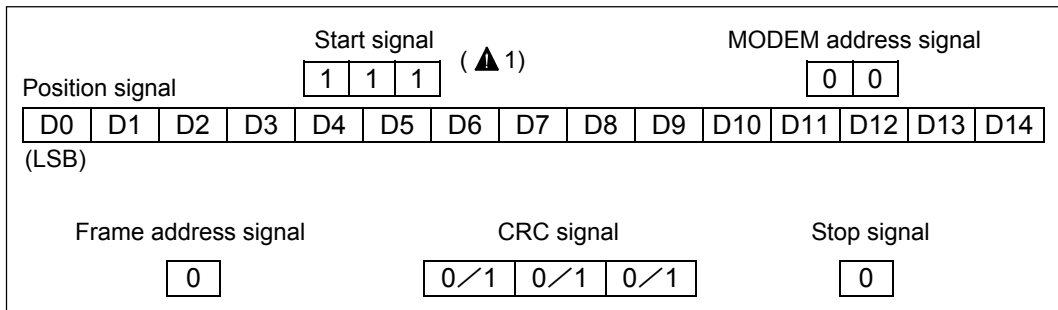 Start signal MODEM address signal
(⚠ 1)
1 1 1 0 0
Position signal
D0 D1 D2 D3 D4 D5 D6 D7 D8 D9 D10 D11 D12 D13 D14
(LSB)
Frame address signal CRC signal Stop signal
0 0/1 0/1 0/1 0